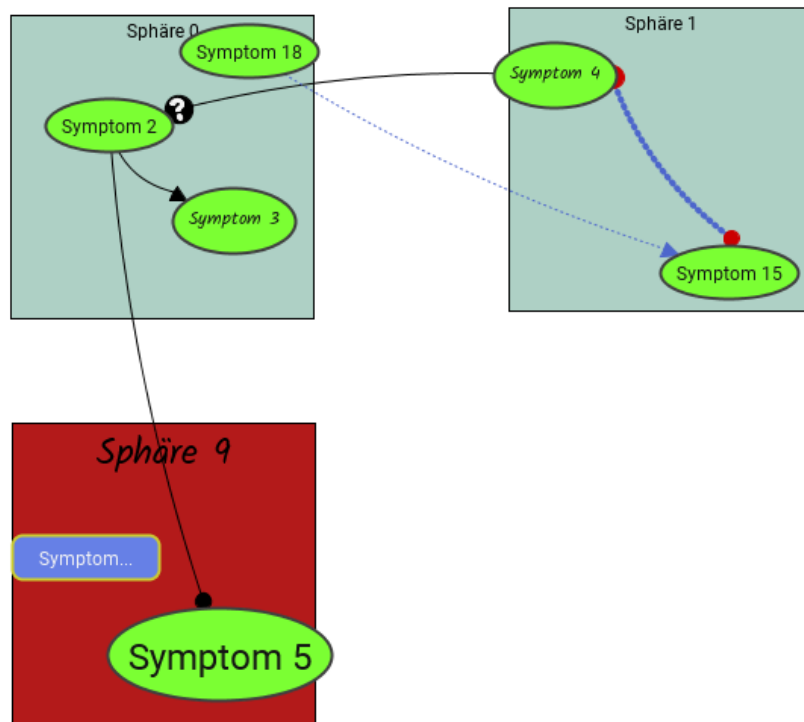 Sphäre 0
Symptom 18
Symptom 2
?
Symptom 3
Sphäre 1
Symptom 4
Symptom 15
Sphäre 9
Symptom...
Symptom 5